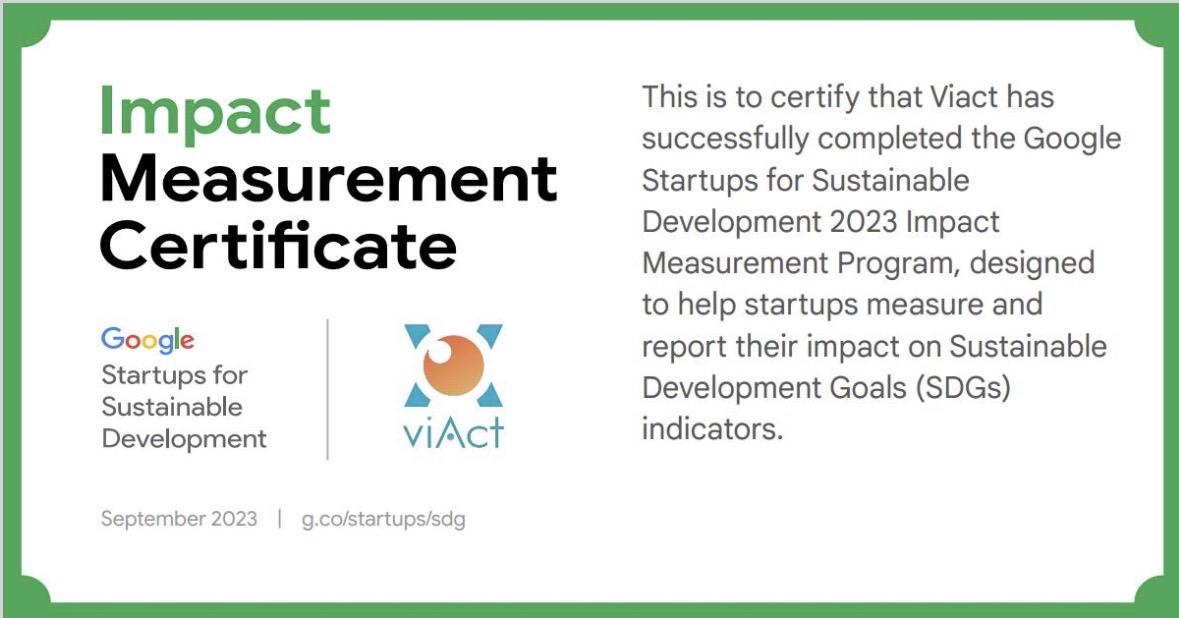 Impact
Measurement
Certificate
Google
Startups for
Sustainable
Development
viAct
September 2023 | g.co/startups/sdg
This is to certify that Viact has
successfully completed the Google
Startups for Sustainable
Development 2023 Impact
Measurement Program, designed
to help startups measure and
report their impact on Sustainable
Development Goals (SDGs)
indicators.